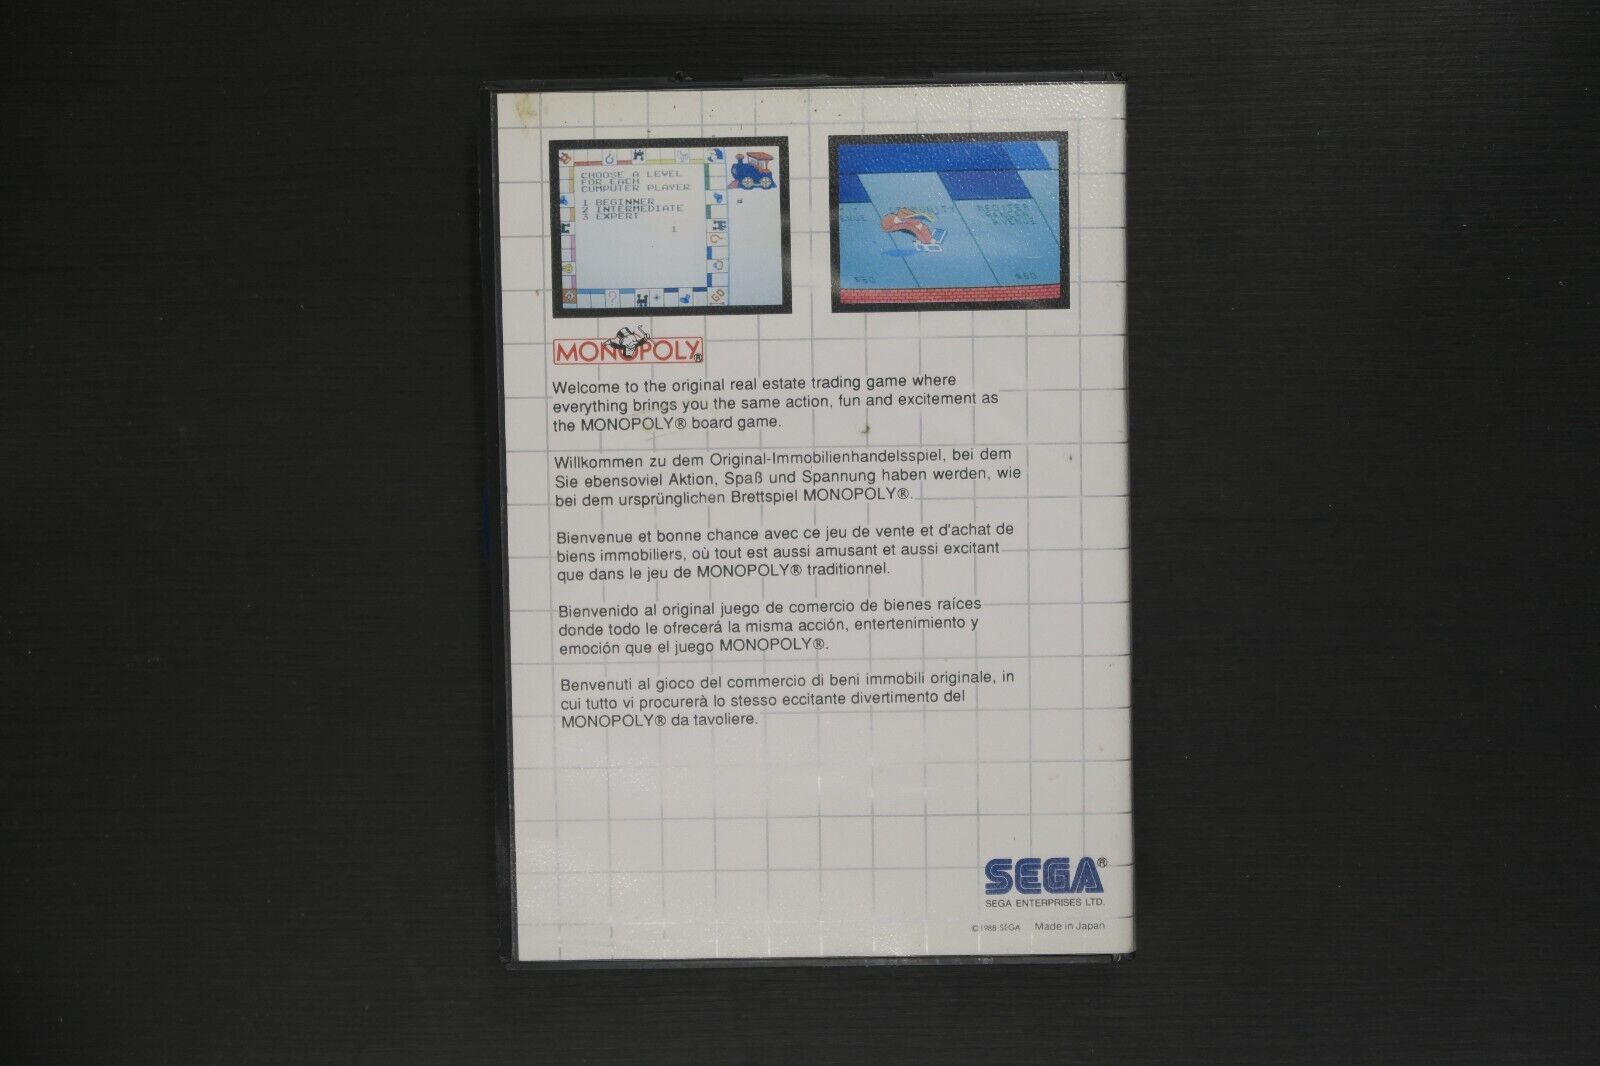 CHOOSE A LEVEL
FOR EACH
COMPUTER PLAYER
1 BEGINNER
2 INTERMEDIATE
3 EXPERT
1
GO
$60
$60
MONOPOLY®
Welcome to the original real estate trading game where
everything brings you the same action, fun and excitement as
the MONOPOLY® board game.
Willkommen zu dem Original-Immobilienhandelsspiel, bei dem
Sie ebensoviel Aktion, Spaß und Spannung haben werden, wie
bei dem ursprünglichen Brettspiel MONOPOLY®.
Bienvenue et bonne chance avec ce jeu de vente et d'achat de
biens immobiliers, où tout est aussi amusant et aussi excitant
que dans le jeu de MONOPOLY® traditionnel.
Bienvenido al original juego de comercio de bienes raíces
donde todo le ofrecerá la misma acción, entertenimiento y
emoción que el juego MONOPOLY®.
Benvenuti al gioco del commercio di beni immobili originale, in
cui tutto vi procurerà lo stesso eccitante divertimento del
MONOPOLY® da tavoliere.
SEGA®
SEGA ENTERPRISES LTD.
©1988 SEGA Made in Japan